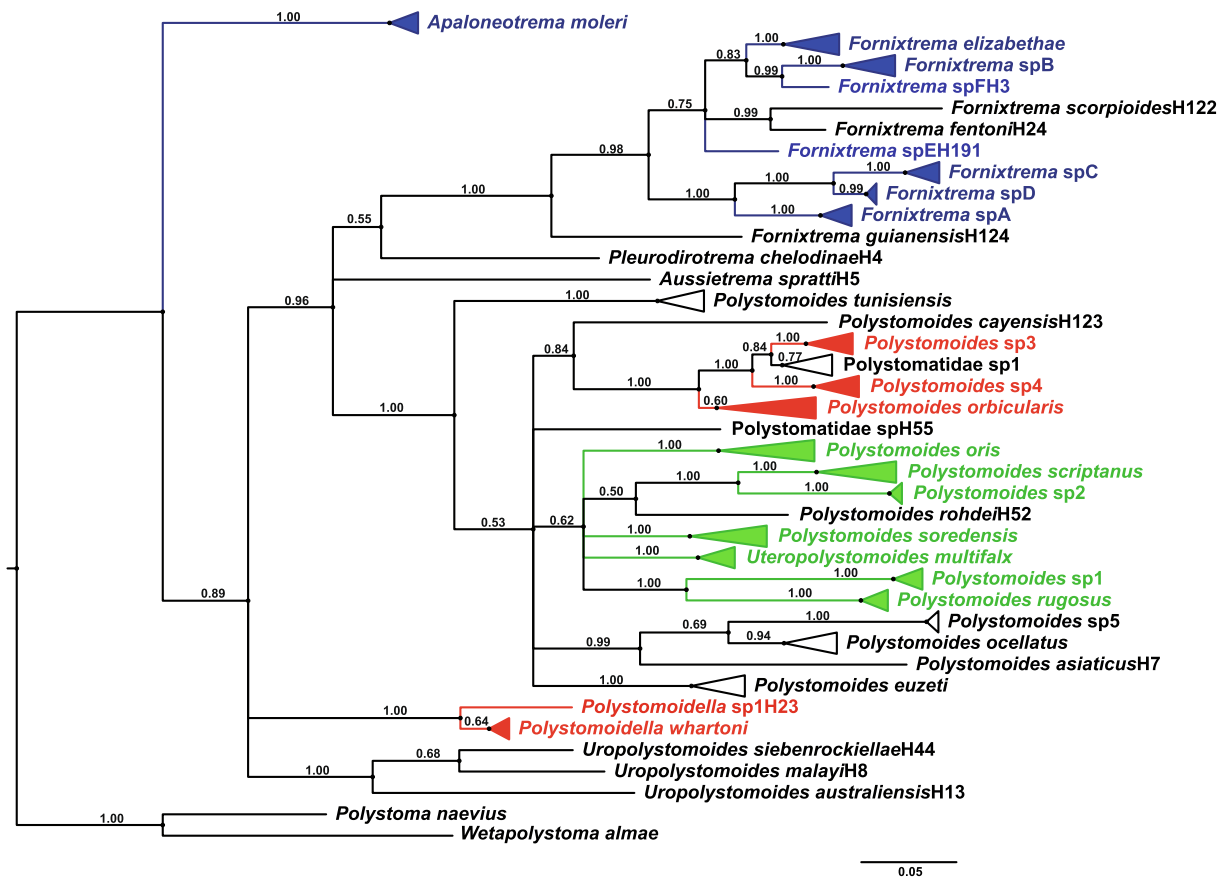 1.00
Apaloneotrema moleri
1.00
Fornixtrema elizabethae
0.83
1.00
Fornixtrema spB
0.99
Fornixtrema spFH3
0.75
Fornixtrema scorpioidesH122
0.99
Fornixtrema fentoniH24
0.98
Fornixtrema spEH191
1.00
Fornixtrema spC
1.00
0.99
Fornixtrema spD
1.00
1.00
Fornixtrema spA
1.00
Fornixtrema guianensisH124
0.55
Pleurodirotrema chelodinaeH4
Aussietrema sprattiH5
0.96
1.00
Polystomoides tunisiensis
Polystomoides cayensisH123
1.00
Polystomoides sp3
0.84
0.84
0.77
Polystomatidae sp1
1.00
1.00
Polystomoides sp4
1.00
0.60
Polystomoides orbicularis
1.00
Polystomatidae spH55
1.00
Polystomoides oris
1.00
Polystomoides scriptanus
1.00
1.00
Polystomoides sp2
0.50
Polystomoides rohdeiH52
0.53
0.62
1.00
Polystomoides soredensis
1.00
Uteropolystomoides multifalx
1.00
Polystomoides sp1
1.00
1.00
Polystomoides rugosus
0.89
1.00
Polystomoides sp5
0.69
0.94
Polystomoides ocellatus
0.99
Polystomoides asiaticusH7
1.00
Polystomoides euzeti
Polystomoidella sp1H23
1.00
0.64
Polystomoidella whartoni
Uropolystomoides siebenrockiellaeH44
0.68
Uropolystomoides malayiH8
1.00
Uropolystomoides australiensisH13
Polystoma naevius
1.00
Wetapolystoma almae
0.05